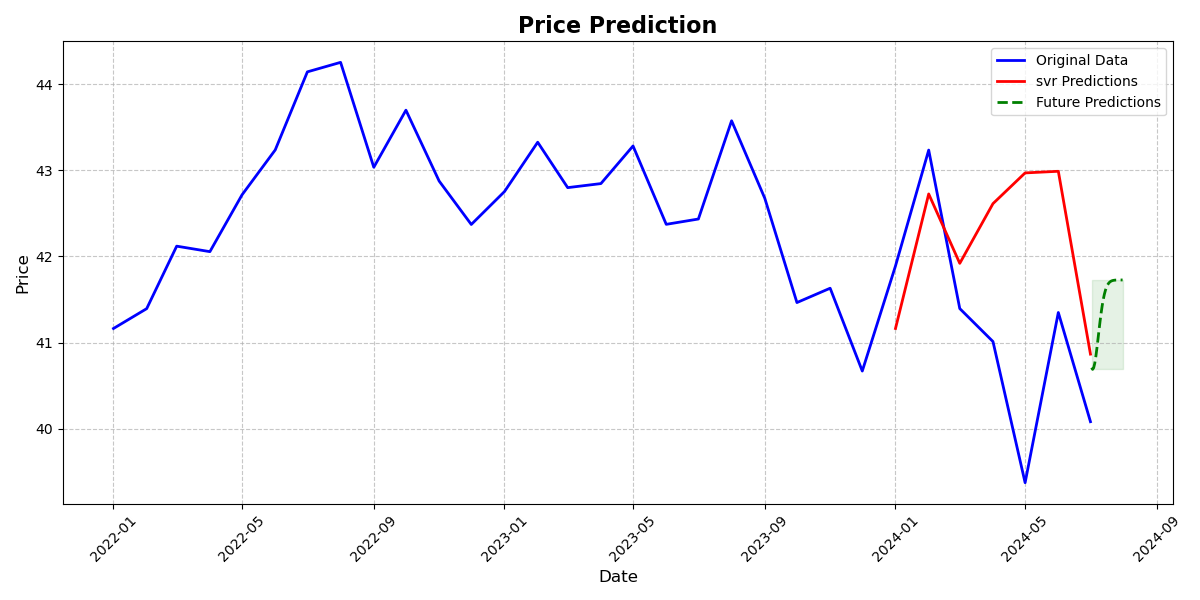 Price Prediction
Original Data
svr Predictions
Future Predictions
Price
44
43
42
41
40
2022-01
2022-05
2022-09
2023-01
2023-05
2023-09
2024-01
2024-05
2024-09
Date